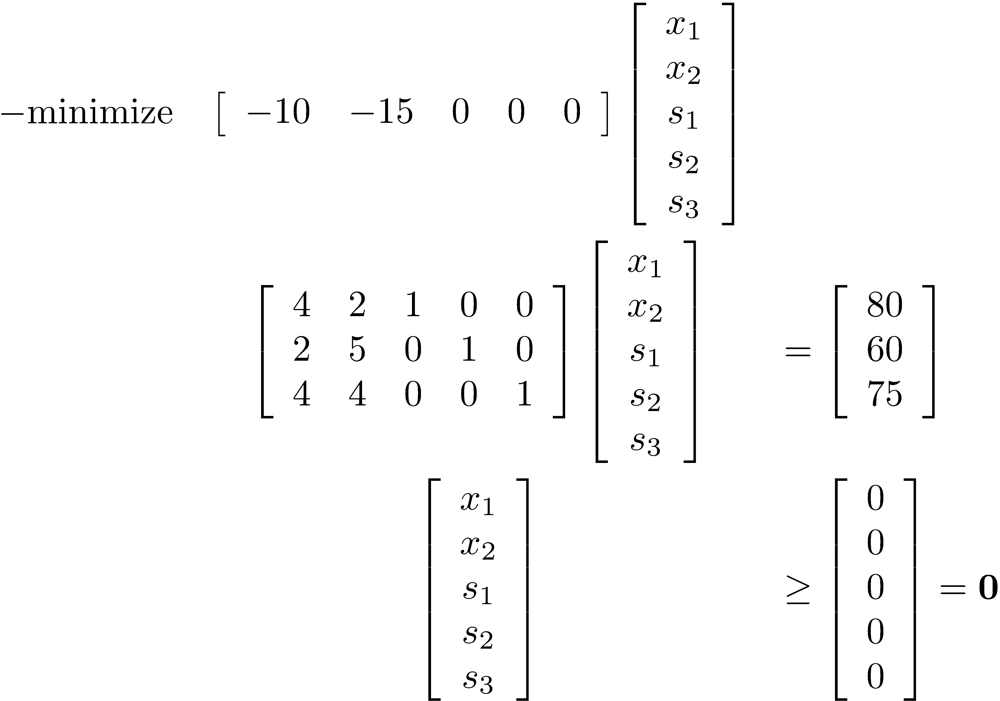 −minimize [ −10 −15 0 0 0 ] [ x₁ x₂ s₁ s₂ s₃ ]
[ 4 2 1 0 0 ; 2 5 0 1 0 ; 4 4 0 0 1 ] [ x₁ x₂ s₁ s₂ s₃ ] = [ 80 60 75 ]
[ x₁ x₂ s₁ s₂ s₃ ] ≥ [ 0 0 0 0 0 ] = 𝟎